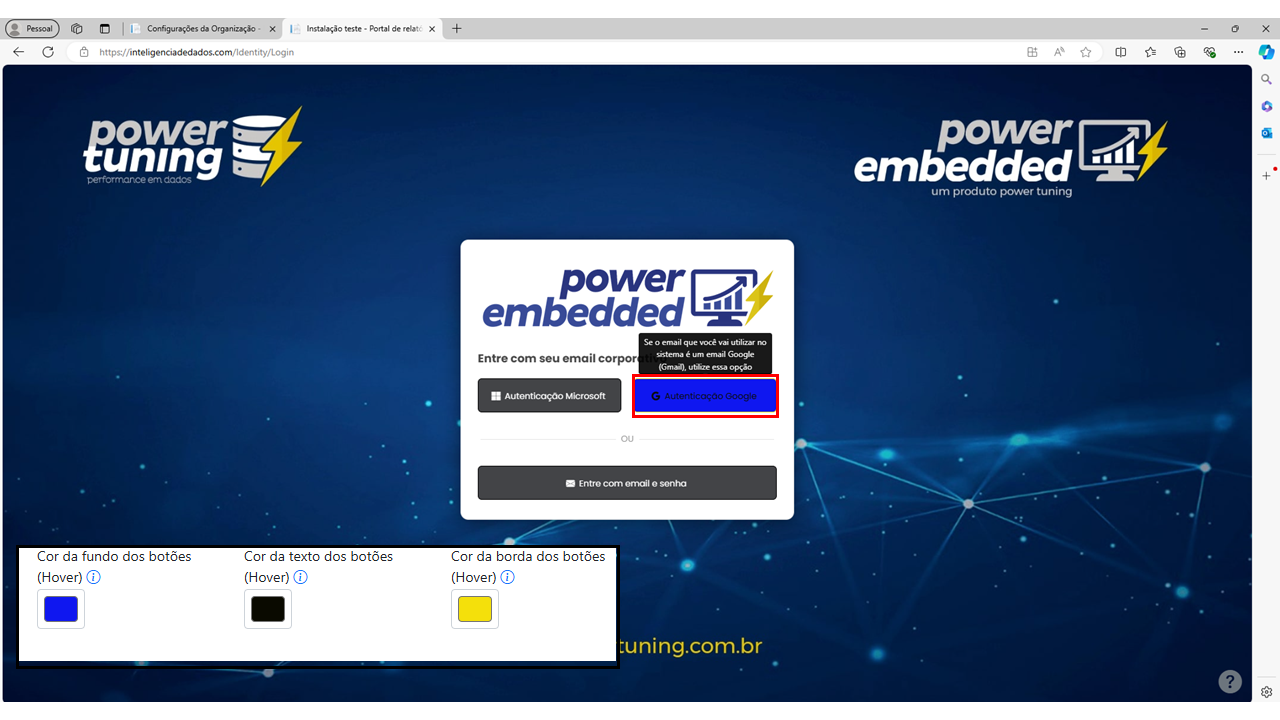 Pessoal
Configurações da Organização -
Instalação teste - Portal de relató
https://inteligenciadedados.com/Identity/Login
power
tuning
performance em dados
power
embedded
um produto power tuning
power
embedded
Entre com seu email corporati
Se o email que você vai utilizar no
sistema é um email Google
(Gmail), utilize essa opção
Autenticação Microsoft
G Autenticação Google
OU
Entre com email e senha
Cor da fundo dos botões
(Hover)
Cor da texto dos botões
(Hover)
Cor da borda dos botões
(Hover)
tuning.com.br
?